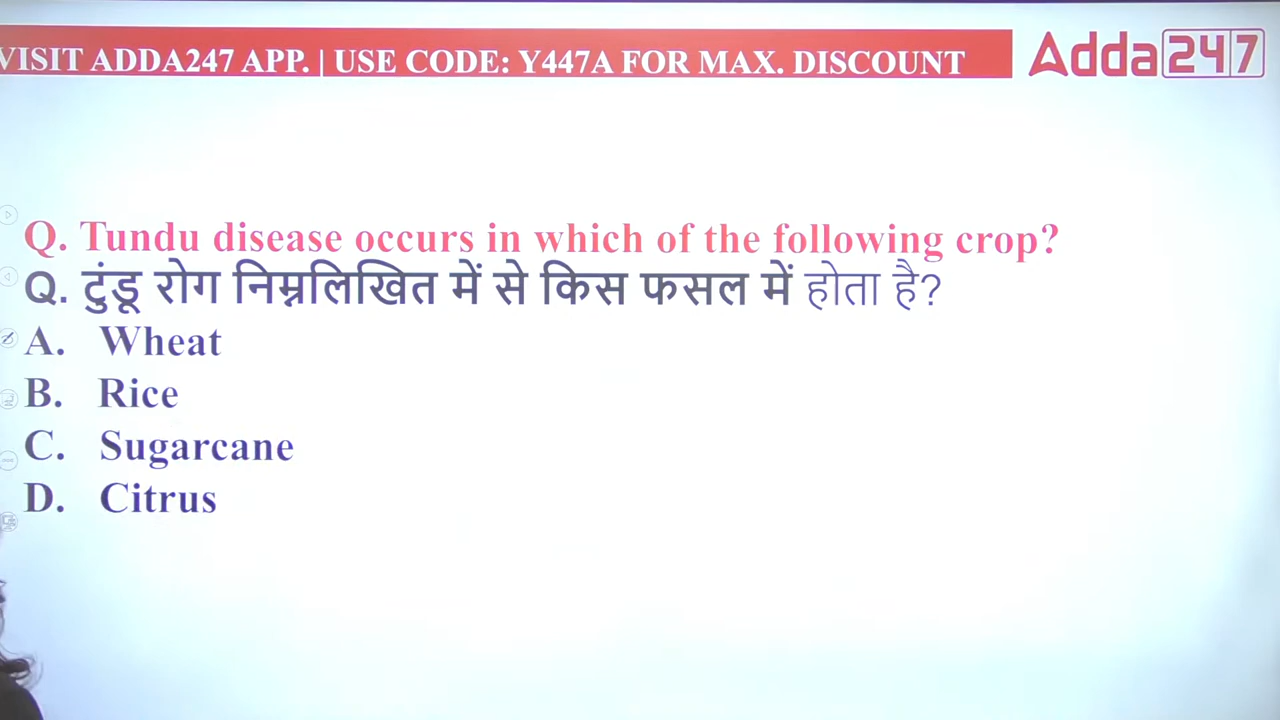 VISIT ADDA247 APP. | USE CODE: Y447A FOR MAX. DISCOUNT
Adda247
Q. Tundu disease occurs in which of the following crop?
Q. टुंडू रोग निम्नलिखित में से किस फसल में होता है?
A. Wheat
B. Rice
C. Sugarcane
D. Citrus